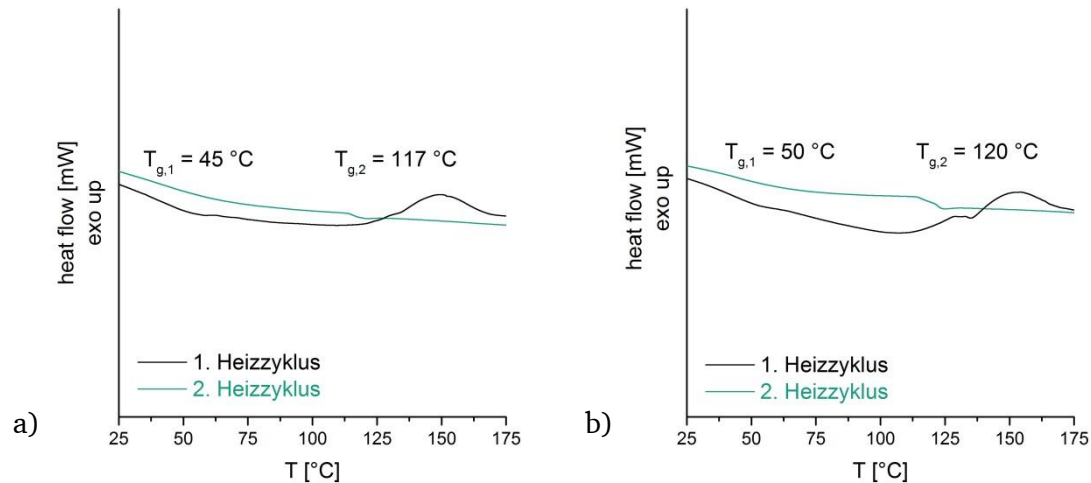 heat flow [mW]
exo up
T_g,1 = 45 °C
T_g,2 = 117 °C
1. Heizzyklus
2. Heizzyklus
25 50 75 100 125 150 175
T [°C]
a)
heat flow [mW]
exo up
T_g,1 = 50 °C
T_g,2 = 120 °C
1. Heizzyklus
2. Heizzyklus
25 50 75 100 125 150 175
T [°C]
b)